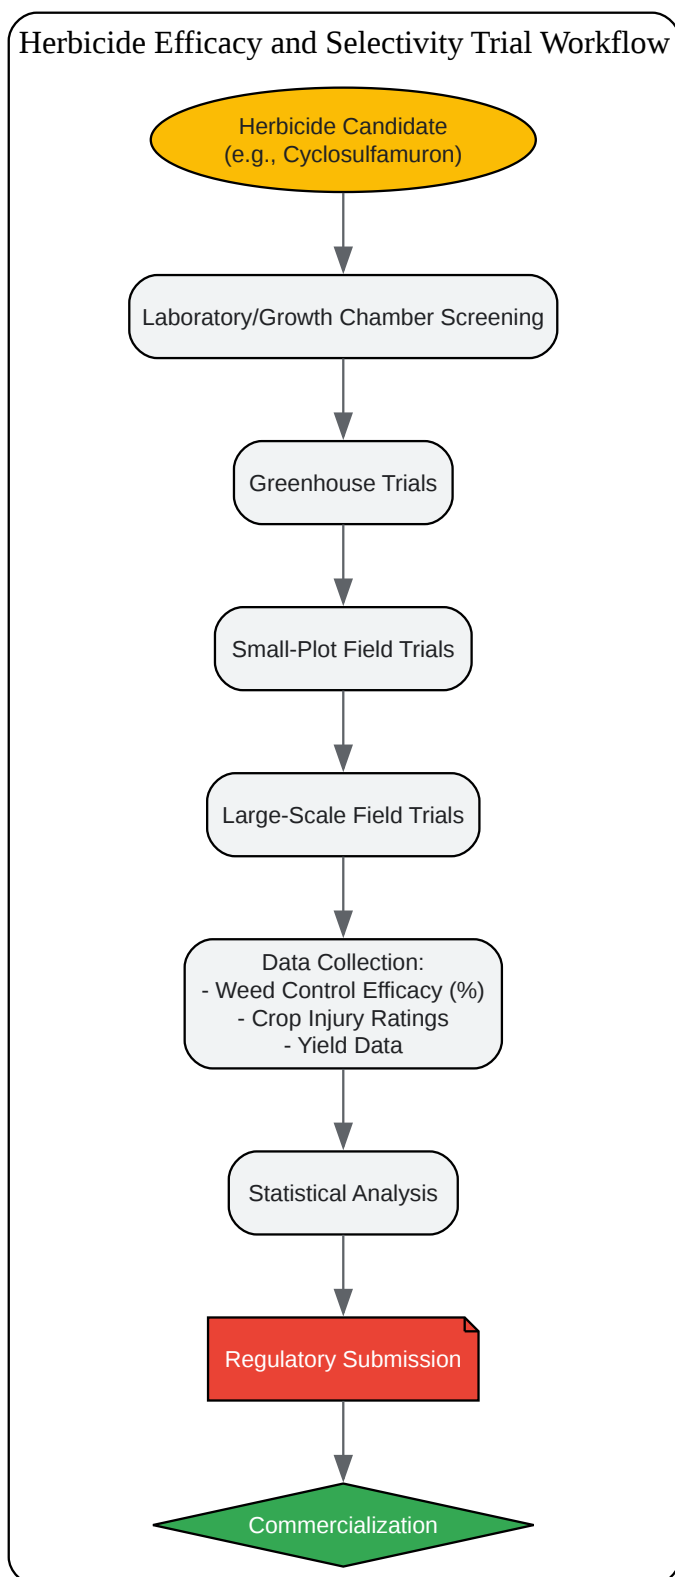 Herbicide Efficacy and Selectivity Trial Workflow
Herbicide Candidate
(e.g., Cyclosulfamuron)
Laboratory/Growth Chamber Screening
Greenhouse Trials
Small-Plot Field Trials
Large-Scale Field Trials
Data Collection:
- Weed Control Efficacy (%)
- Crop Injury Ratings
- Yield Data
Statistical Analysis
Regulatory Submission
Commercialization